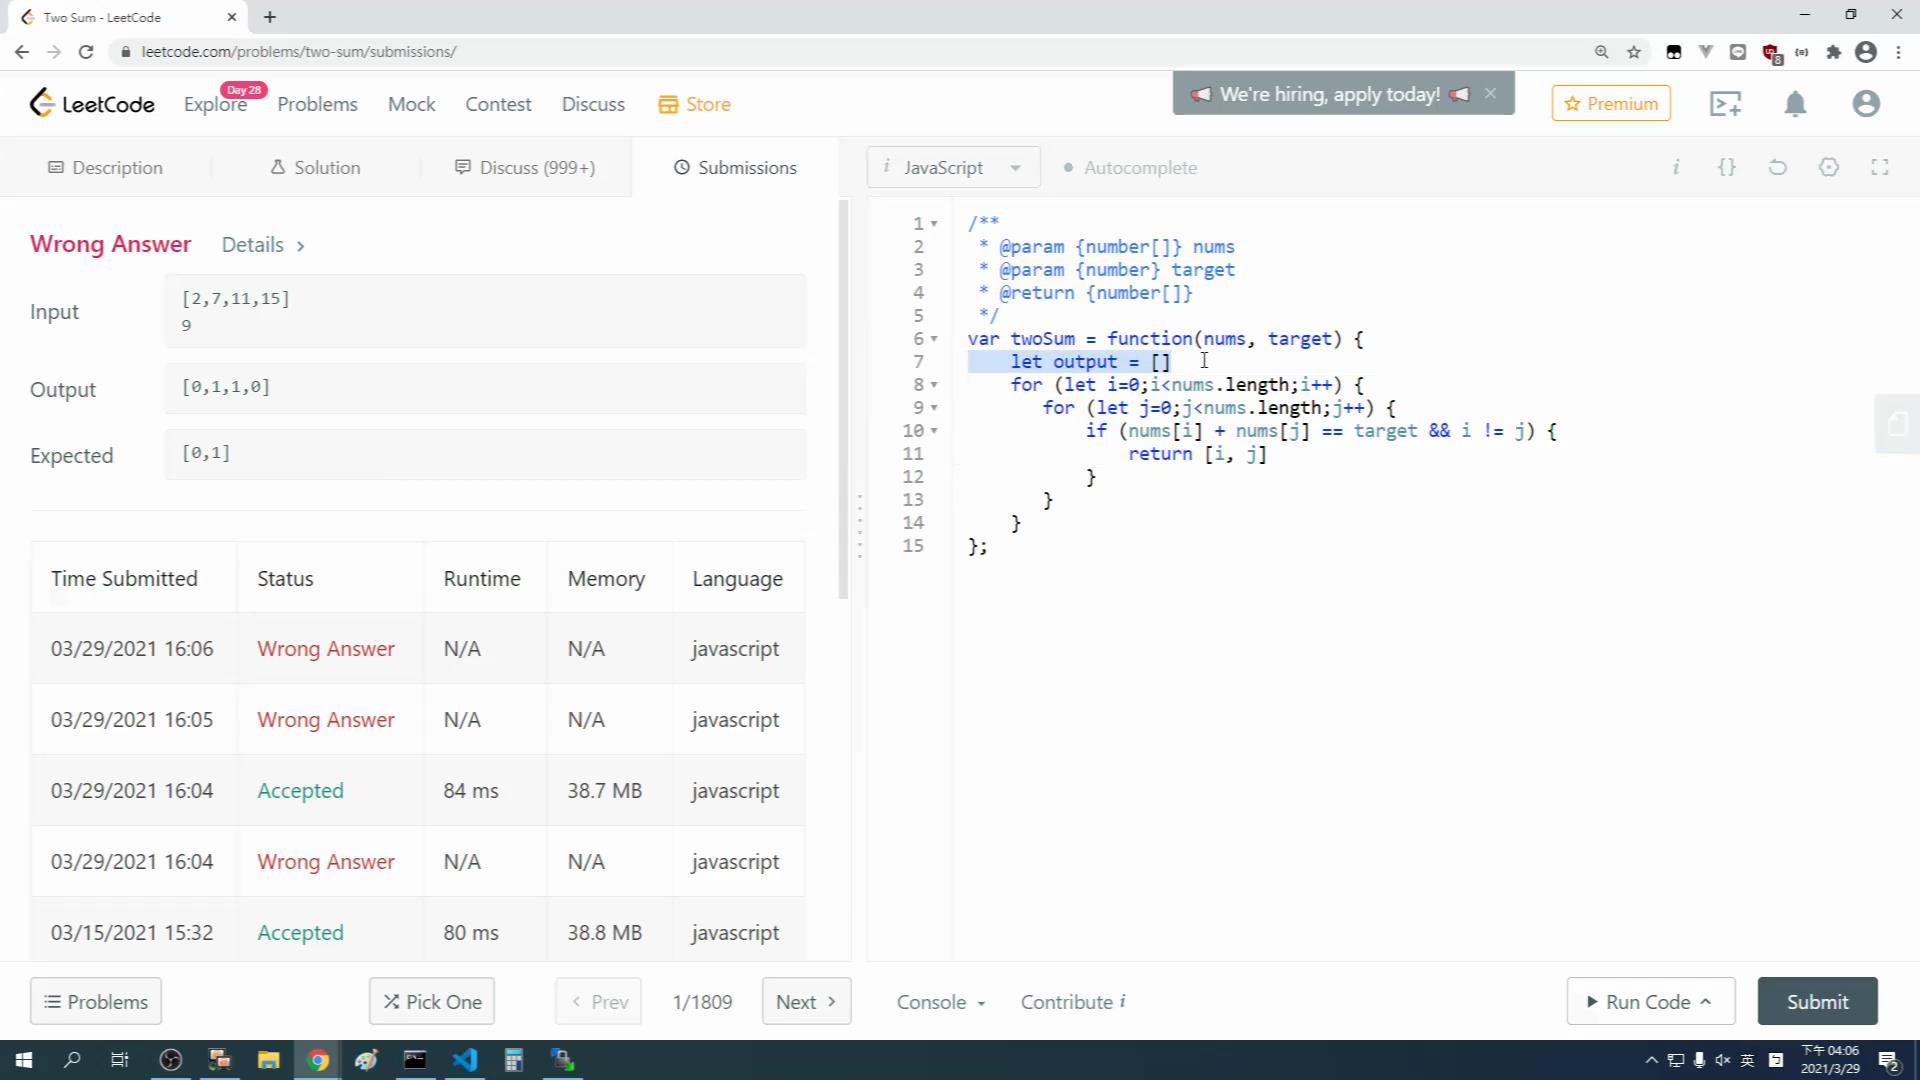 Two Sum - LeetCode
leetcode.com/problems/two-sum/submissions/
8
LeetCode
Explore
Day 28
Problems
Mock
Contest
Discuss
Store
We're hiring, apply today!
Premium
Description
Solution
Discuss (999+)
Submissions
i JavaScript
Autocomplete
i {}
Wrong Answer Details >
Input
[2,7,11,15]
9
Output
[0,1,1,0]
Expected
[0,1]
Time Submitted Status Runtime Memory Language
03/29/2021 16:06 Wrong Answer N/A N/A javascript
03/29/2021 16:05 Wrong Answer N/A N/A javascript
03/29/2021 16:04 Accepted 84 ms 38.7 MB javascript
03/29/2021 16:04 Wrong Answer N/A N/A javascript
03/15/2021 15:32 Accepted 80 ms 38.8 MB javascript
1 /**
2  * @param {number[]} nums
3  * @param {number} target
4  * @return {number[]}
5  */
6 var twoSum = function(nums, target) {
7     let output = []
8     for (let i=0;i<nums.length;i++) {
9        for (let j=0;j<nums.length;j++) {
10            if (nums[i] + nums[j] == target && i != j) {
11                return [i, j]
12            }
13        }
14     }
15 };
Problems
Pick One
< Prev
1/1809
Next >
Console
Contribute i
Run Code
Submit
英
下午 04:06
2021/3/29
2